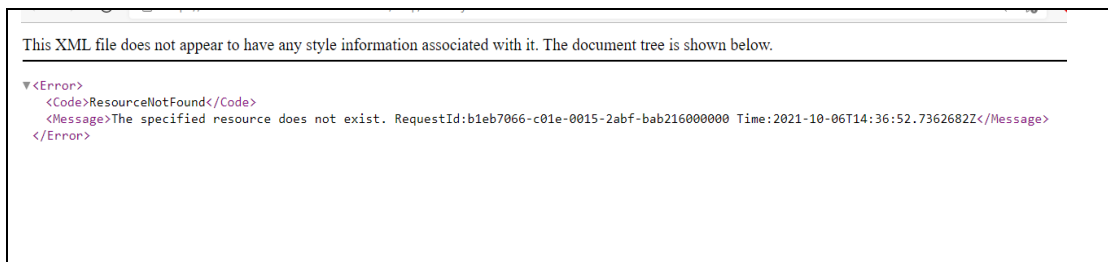 This XML file does not appear to have any style information associated with it. The document tree is shown below.
▼<Error>
<Code>ResourceNotFound</Code>
<Message>The specified resource does not exist. RequestId:b1eb7066-c01e-0015-2abf-bab216000000 Time:2021-10-06T14:36:52.7362682Z</Message>
</Error>